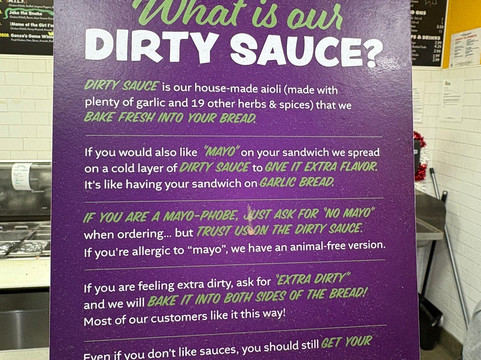 What is our
DIRTY SAUCE?
DIRTY SAUCE is our house-made aioli (made with
plenty of garlic and 19 other herbs & spices) that we
BAKE FRESH INTO YOUR BREAD.
If you would also like "MAYO" on your sandwich we spread
on a cold layer of DIRTY SAUCE to GIVE IT EXTRA FLAVOR.
It's like having your sandwich on GARLIC BREAD.
IF YOU ARE A MAYO-PHOBE, JUST ASK FOR "NO MAYO"
when ordering... but TRUST US ON THE DIRTY SAUCE.
If you're allergic to "mayo", we have an animal-free version.
If you are feeling extra dirty, ask for "EXTRA DIRTY"
and we will BAKE IT INTO BOTH SIDES OF THE BREAD!
Most of our customers like it this way!
Even if you don't like sauces, you should still GET YOUR